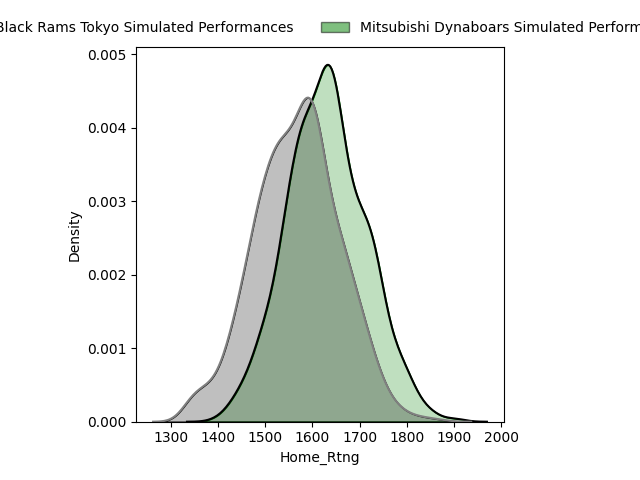 Black Rams Tokyo Simulated Performances
Mitsubishi Dynaboars Simulated Perform
0.005
0.004
0.003
0.002
0.001
0.000
Density
1300 1400 1500 1600 1700 1800 1900 2000
Home_Rtng